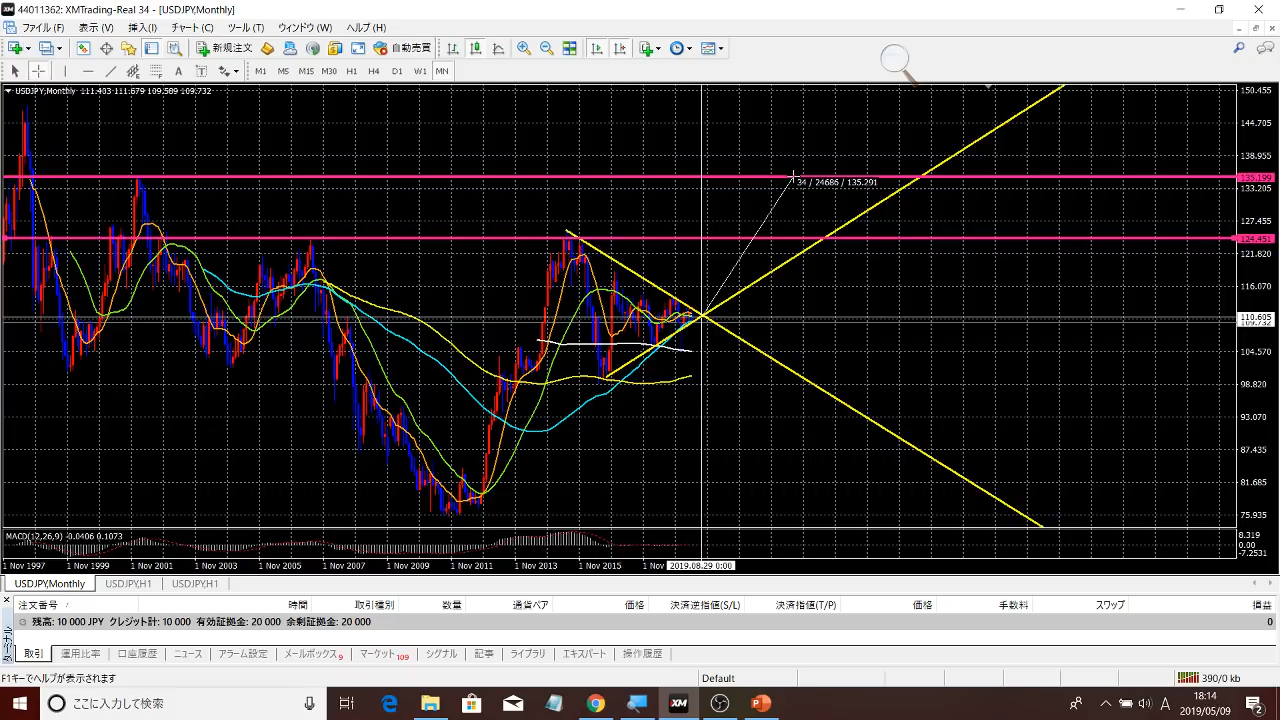 44011362: XMTrading-Real 34 - [USDJPY,Monthly]
ファイル (F) 表示 (V) 挿入(I) チャート (C) ツール (T) ウィンドウ (W) ヘルプ (H)
新規注文 自動売買
M1 M5 M15 M30 H1 H4 D1 W1 MN
USDJPY,Monthly 111.403 111.679 109.589 109.732
150.455
144.705
138.955
135.199
34 / 24686 / 135.291
133.205
127.455
124.451
121.820
116.070
110.605
109.732
104.570
98.820
93.070
87.435
81.685
75.935
MACD(12,26,9) -0.0406 0.1073
8.319
0.00
-7.2531
1 Nov 1997 1 Nov 1999 1 Nov 2001 1 Nov 2003 1 Nov 2005 1 Nov 2007 1 Nov 2009 1 Nov 2011 1 Nov 2013 1 Nov 2015 1 Nov 2019.08.29 0:00
USDJPY,Monthly USDJPY,H1 USDJPY,H1
注文番号 時間 取引種別 数量 通貨ペア 価格 決済逆指値(S/L) 決済指値(T/P) 価格 手数料 スワップ 損益
残高: 10 000 JPY クレジット計: 10 000 有効証拠金: 20 000 余剰証拠金: 20 000 0
取引 運用比率 口座履歴 ニュース アラーム設定 メールボックス9 マーケット109 シグナル 記事 ライブラリ エキスパート 操作履歴
ターミナル
F1キーでヘルプが表示されます Default 390/0 kb
ここに入力して検索
XM
A
18:14
2019/05/09
2